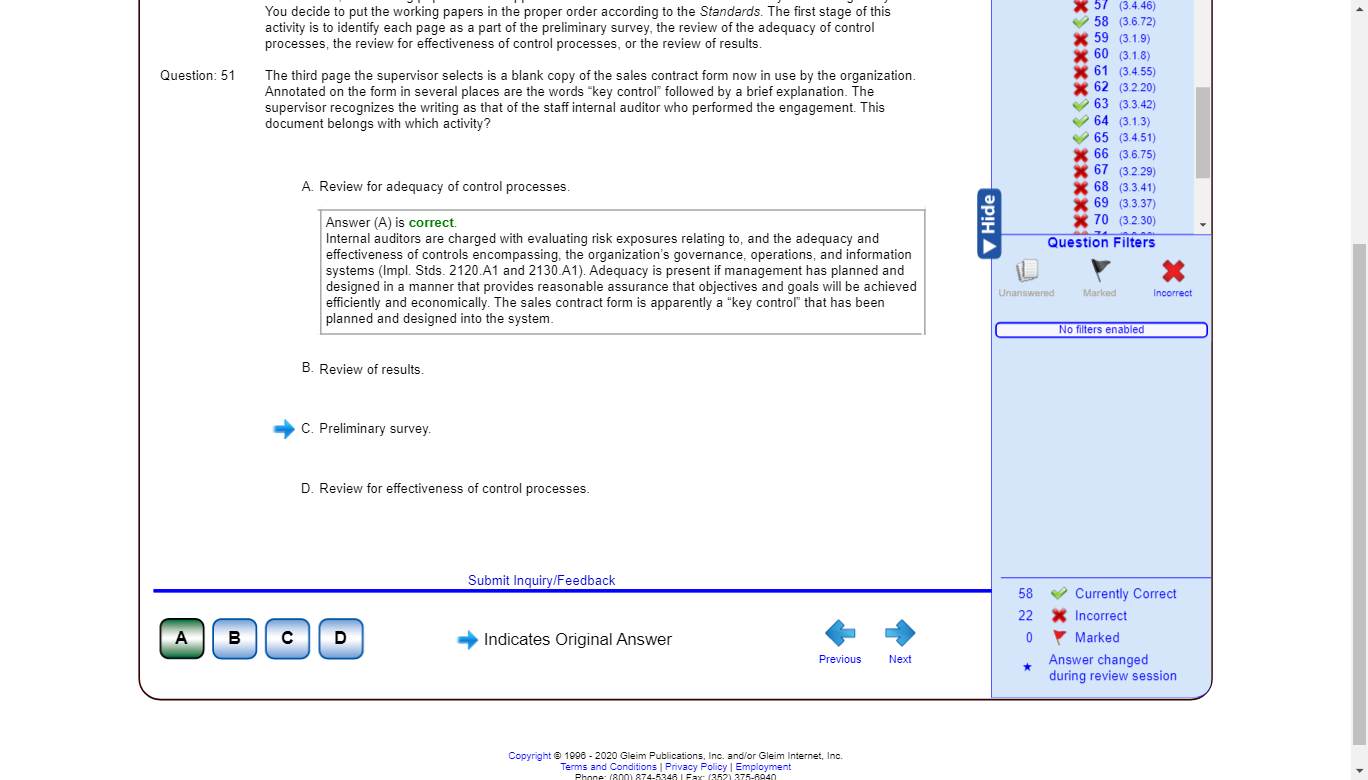 You decide to put the working papers in the proper order according to the Standards. The first stage of this
activity is to identify each page as a part of the preliminary survey, the review of the adequacy of control
processes, the review for effectiveness of control processes, or the review of results.
Question: 51
The third page the supervisor selects is a blank copy of the sales contract form now in use by the organization.
Annotated on the form in several places are the words “key control” followed by a brief explanation. The
supervisor recognizes the writing as that of the staff internal auditor who performed the engagement. This
document belongs with which activity?
A. Review for adequacy of control processes.
Answer (A) is correct.
Internal auditors are charged with evaluating risk exposures relating to, and the adequacy and
effectiveness of controls encompassing, the organization’s governance, operations, and information
systems (Impl. Stds. 2120.A1 and 2130.A1). Adequacy is present if management has planned and
designed in a manner that provides reasonable assurance that objectives and goals will be achieved
efficiently and economically. The sales contract form is apparently a “key control” that has been
planned and designed into the system.
B. Review of results.
C. Preliminary survey.
D. Review for effectiveness of control processes.
Submit Inquiry/Feedback
A B C D
Indicates Original Answer
Previous
Next
57 (3.4.46)
58 (3.6.72)
59 (3.1.9)
60 (3.1.8)
61 (3.4.55)
62 (3.2.20)
63 (3.3.42)
64 (3.1.3)
65 (3.4.51)
66 (3.6.75)
67 (3.2.29)
68 (3.3.41)
69 (3.3.37)
70 (3.2.30)
Hide
Question Filters
Unanswered
Marked
Incorrect
No filters enabled
58 Currently Correct
22 Incorrect
0 Marked
Answer changed
during review session
Copyright © 1996 - 2020 Gleim Publications, Inc. and/or Gleim Internet, Inc.
Terms and Conditions | Privacy Policy | Employment
Phone: (800) 874-5346 | Fax: (352) 375-6940